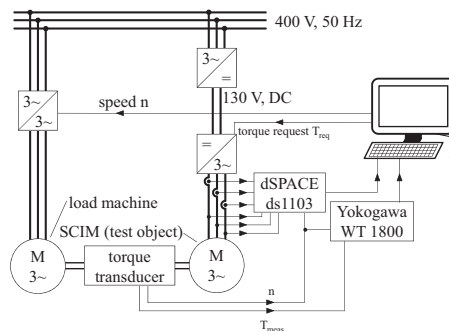 400 V, 50 Hz
3~
=
3~
3~
speed n
130 V, DC
torque request T_req
=
3~
dSPACE
ds1103
Yokogawa
WT 1800
load machine
SCIM (test object)
M
3~
torque
transducer
M
3~
n
T_meas